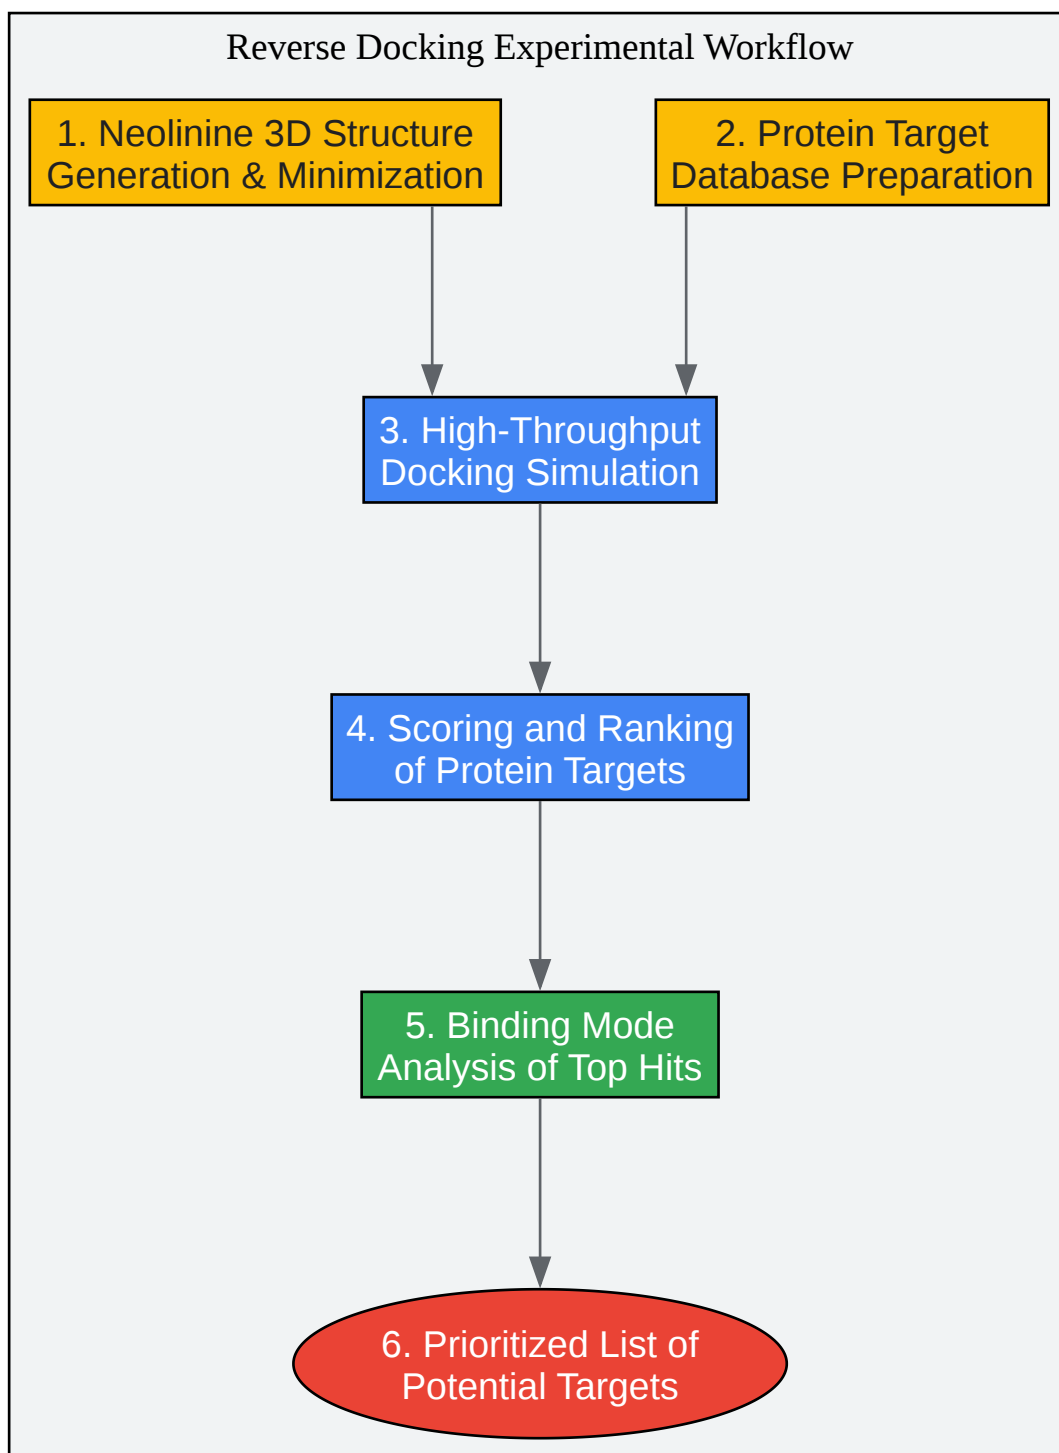 Reverse Docking Experimental Workflow
1. Neolinine 3D Structure
Generation & Minimization
2. Protein Target
Database Preparation
3. High-Throughput
Docking Simulation
4. Scoring and Ranking
of Protein Targets
5. Binding Mode
Analysis of Top Hits
6. Prioritized List of
Potential Targets